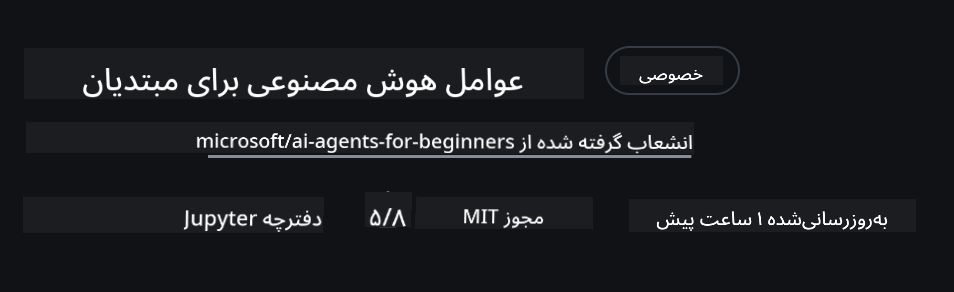 عوامل هوش مصنوعی برای مبتدیان خصوصی
انشعاب گرفته شده از microsoft/ai-agents-for-beginners
دفترچه Jupyter ۵/۸ مجوز MIT به‌روزرسانی‌شده ۱ ساعت پیش